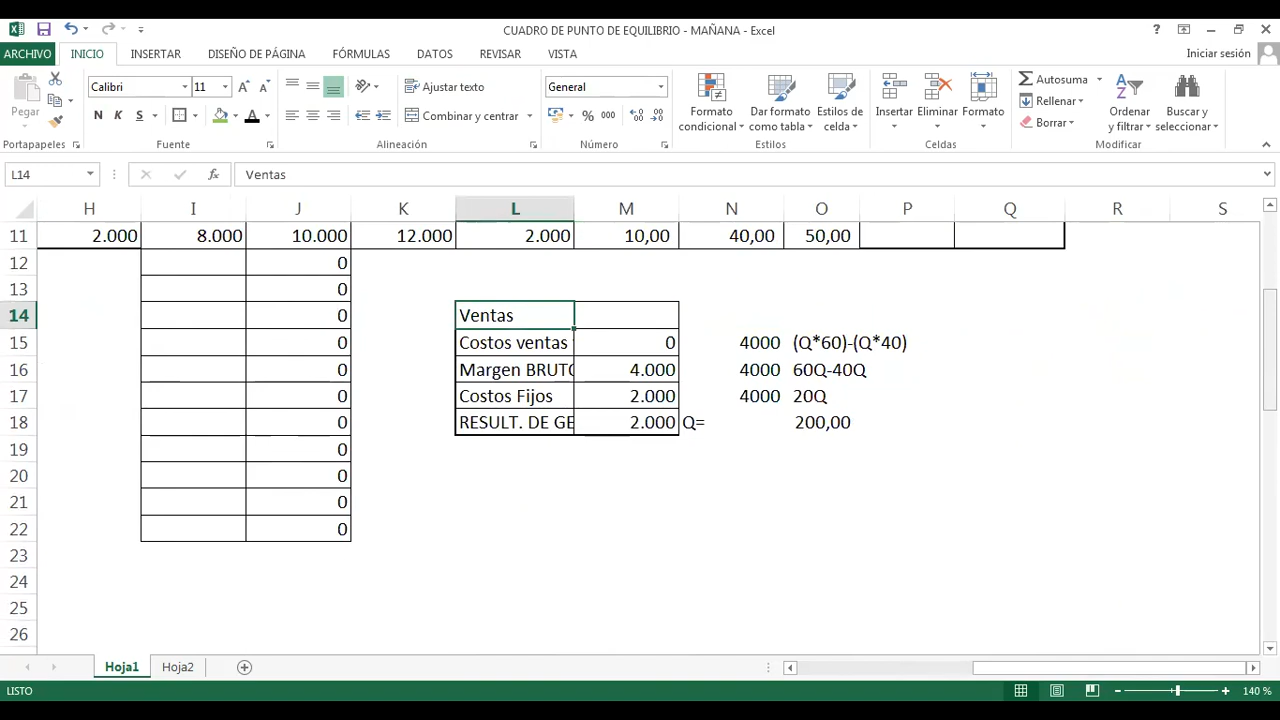 CUADRO DE PUNTO DE EQUILIBRIO - MAÑANA - Excel
ARCHIVO INICIO INSERTAR DISEÑO DE PÁGINA FÓRMULAS DATOS REVISAR VISTA Iniciar sesión
Pegar Calibri 11 Ajustar texto General Formato condicional Dar formato como tabla Estilos de celda Insertar Eliminar Formato Autosuma Ordenar y filtrar Buscar y seleccionar
N K S Combinar y centrar % 000 Rellenar
Borrar
Portapapeles Fuente Alineación Número Estilos Celdas Modificar
L14 fx Ventas
H I J K L M N O P Q R S
11 2.000 8.000 10.000 12.000 2.000 10,00 40,00 50,00
12 0
13 0
14 0 Ventas
15 0 Costos ventas 0 4000 (Q*60)-(Q*40)
16 0 Margen BRUTO 4.000 4000 60Q-40Q
17 0 Costos Fijos 2.000 4000 20Q
18 0 RESULT. DE GE 2.000 Q= 200,00
19 0
20 0
21 0
22 0
23
24
25
26
Hoja1 Hoja2
LISTO 140 %